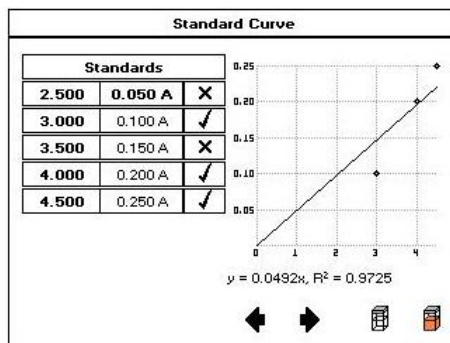 Standard Curve
Standards
2.500 0.050 A ×
3.000 0.100 A ✓
3.500 0.150 A ×
4.000 0.200 A ✓
4.500 0.250 A ✓
0.25
0.20
0.15
0.10
0.05
0 1 2 3 4
y = 0.0492x, R² = 0.9725